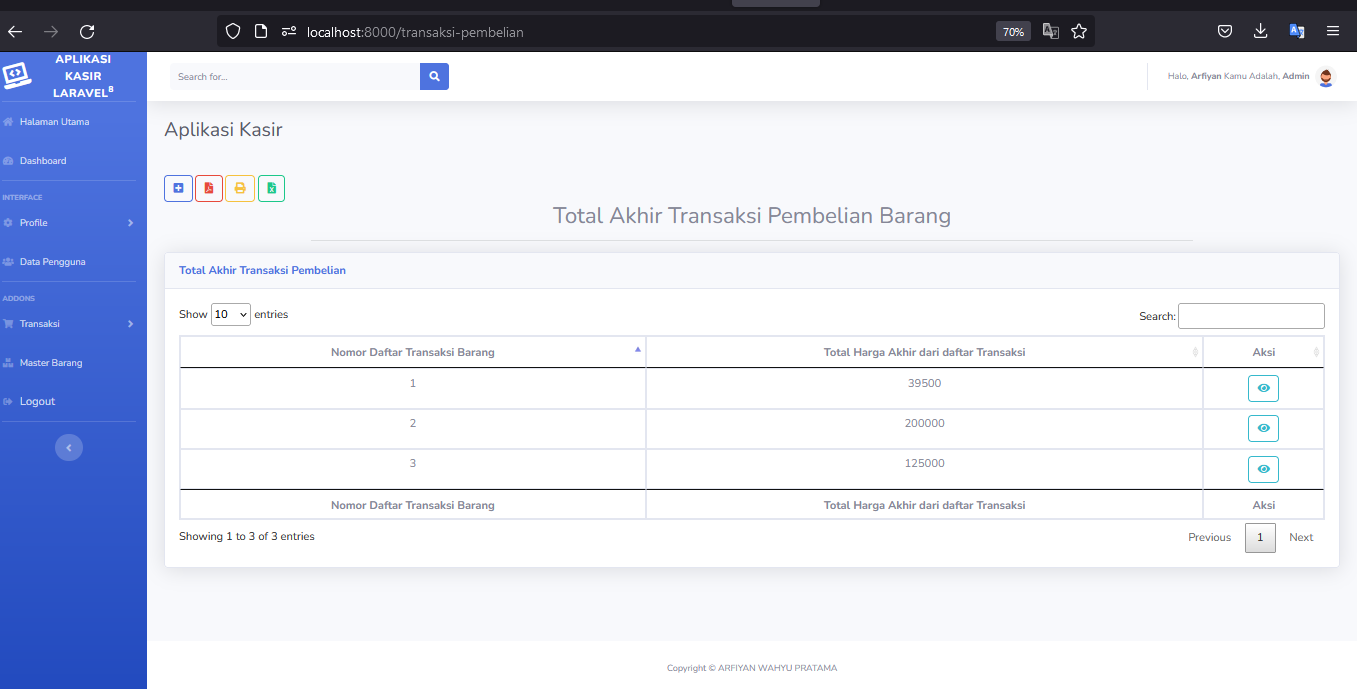 localhost:8000/transaksi-pembelian
70%
APLIKASI
KASIR
LARAVEL8
Search for...
Halo, Arfiyan Kamu Adalah, Admin
Halaman Utama
Dashboard
INTERFACE
Profile
Data Pengguna
ADDONS
Transaksi
Master Barang
Logout
Aplikasi Kasir
Total Akhir Transaksi Pembelian Barang
Total Akhir Transaksi Pembelian
Show 10 entries
Search:
Nomor Daftar Transaksi Barang Total Harga Akhir dari daftar Transaksi Aksi
1 39500
2 200000
3 125000
Nomor Daftar Transaksi Barang Total Harga Akhir dari daftar Transaksi Aksi
Showing 1 to 3 of 3 entries
Previous 1 Next
Copyright © ARFIYAN WAHYU PRATAMA